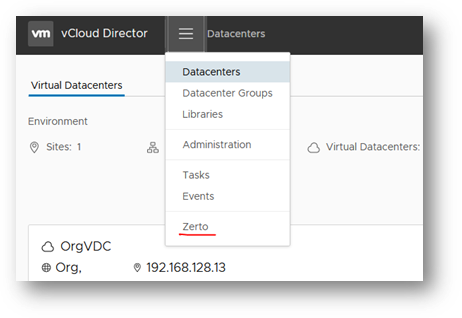 vm vCloud Director Datacenters
Datacenters
Datacenter Groups
Libraries
Administration
Tasks
Events
Zerto
Virtual Datacenters
Environment
Sites: 1 Virtual Datacenters:
OrgVDC
Org, 192.168.128.13